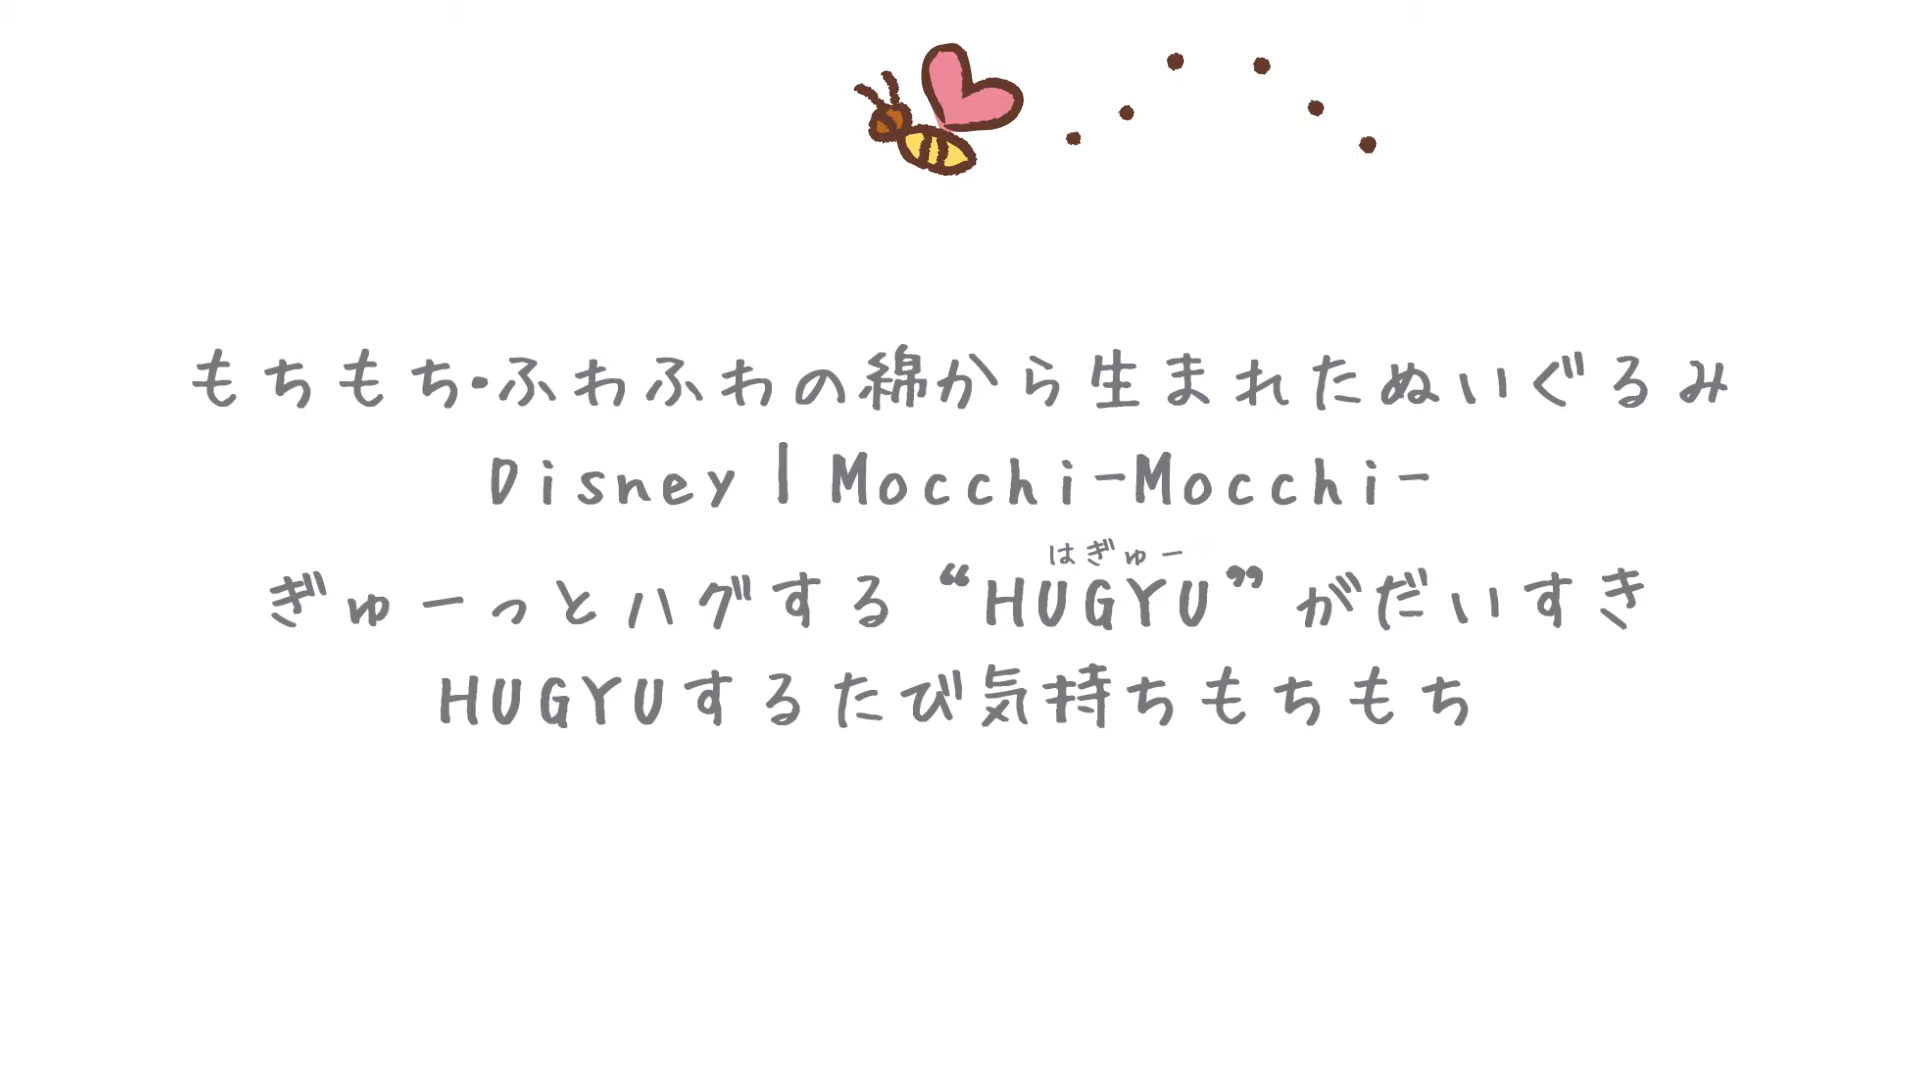 もちもち・ふわふわの綿から生まれたぬいぐるみ
Disney | Mocchi-Mocchi-
はぎゅー
ぎゅーっとハグする“HUGYU”がだいすき
HUGYUするたび気持ちもちもち